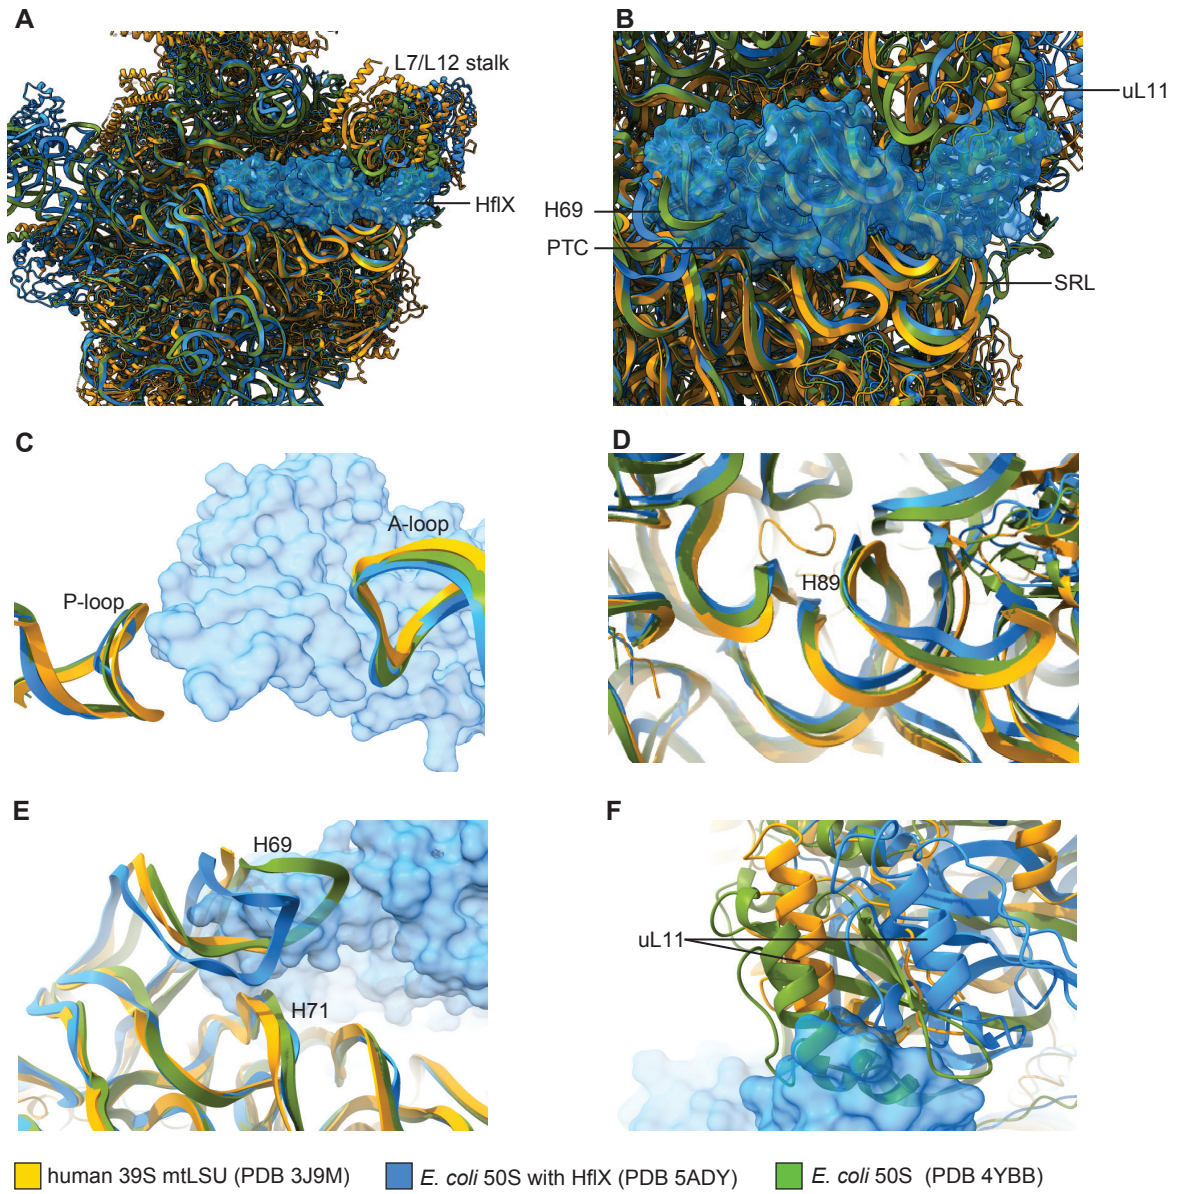 A
B
L7/L12 stalk
uL11
HflX
H69
PTC
SRL
C
D
A-loop
P-loop
H89
E
F
H69
uL11
H71
human 39S mtLSU (PDB 3J9M)
E. coli 50S with HflX (PDB 5ADY)
E. coli 50S (PDB 4YBB)